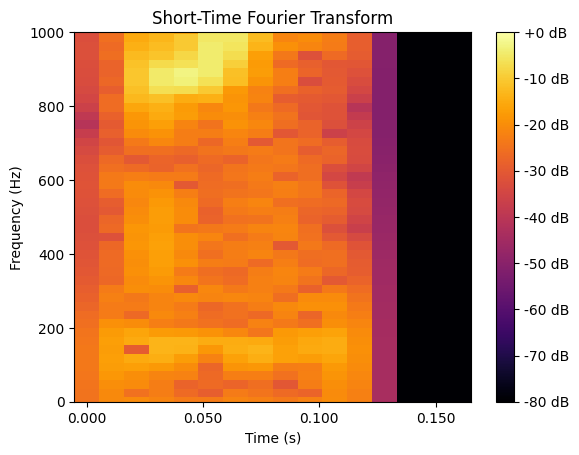 Short-Time Fourier Transform
1000
800
600
400
200
0
Frequency (Hz)
0.000
0.050
0.100
0.150
Time (s)
+0 dB
-10 dB
-20 dB
-30 dB
-40 dB
-50 dB
-60 dB
-70 dB
-80 dB